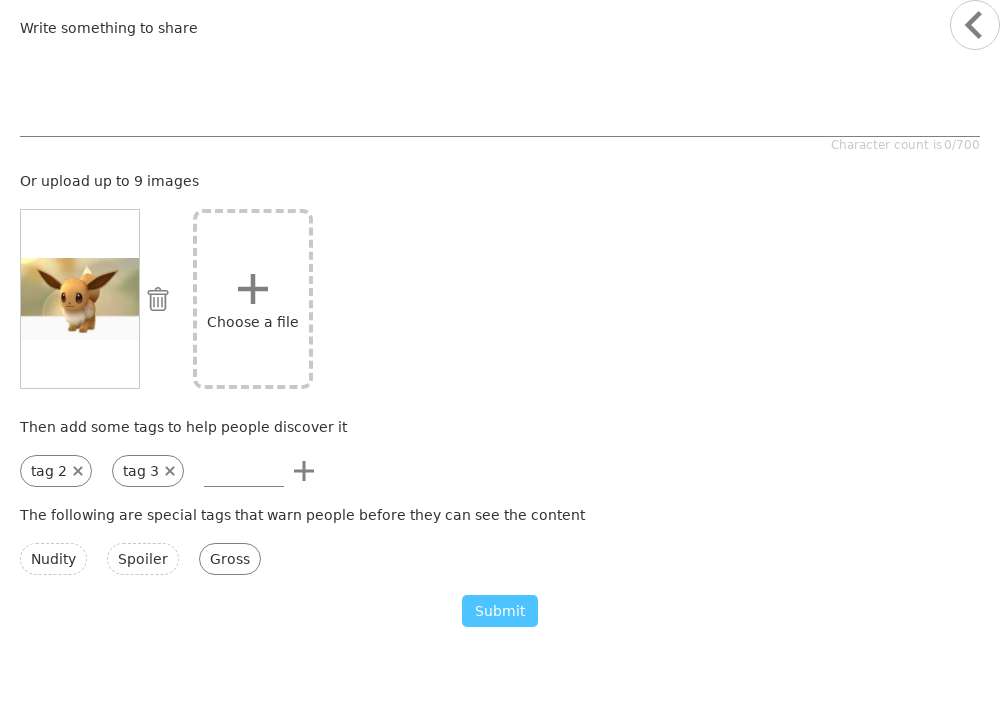 Write something to share
Character count is 0/700
Or upload up to 9 images
Choose a file
Then add some tags to help people discover it
tag 2
tag 3
The following are special tags that warn people before they can see the content
Nudity
Spoiler
Gross
Submit